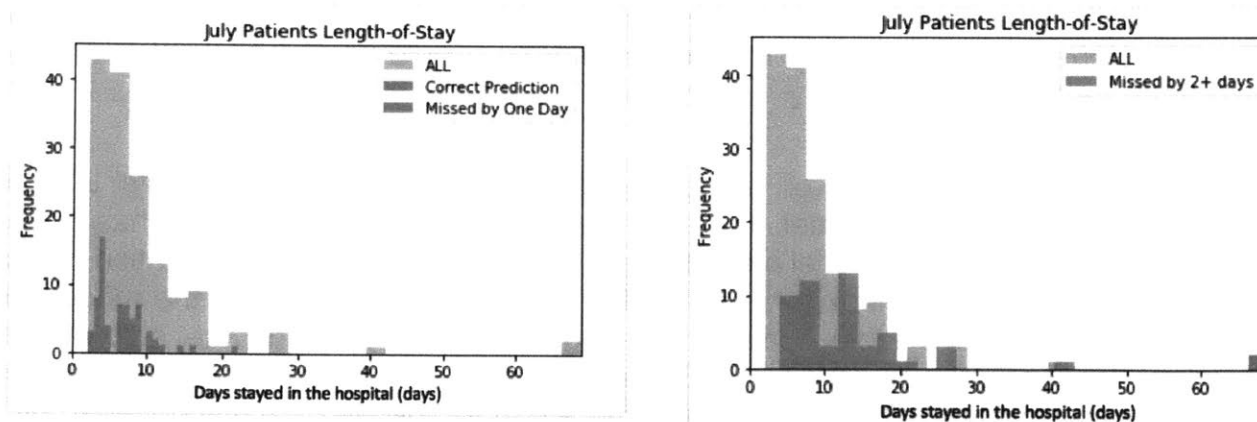 July Patients Length-of-Stay
ALL
Correct Prediction
Missed by One Day
40
30
20
10
0
Frequency
0 10 20 30 40 50 60
Days stayed in the hospital (days)
July Patients Length-of-Stay
ALL
Missed by 2+ days
40
30
20
10
0
Frequency
0 10 20 30 40 50 60
Days stayed in the hospital (days)